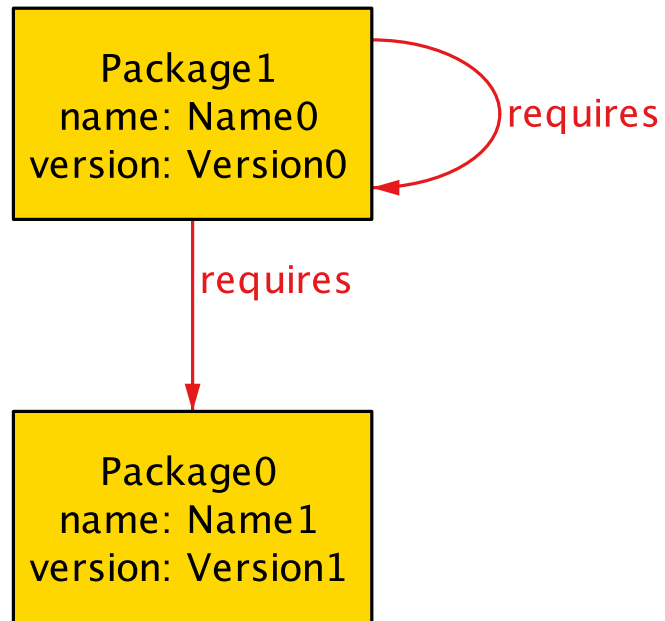 Package1
name: Name0
version: Version0
requires
requires
Package0
name: Name1
version: Version1